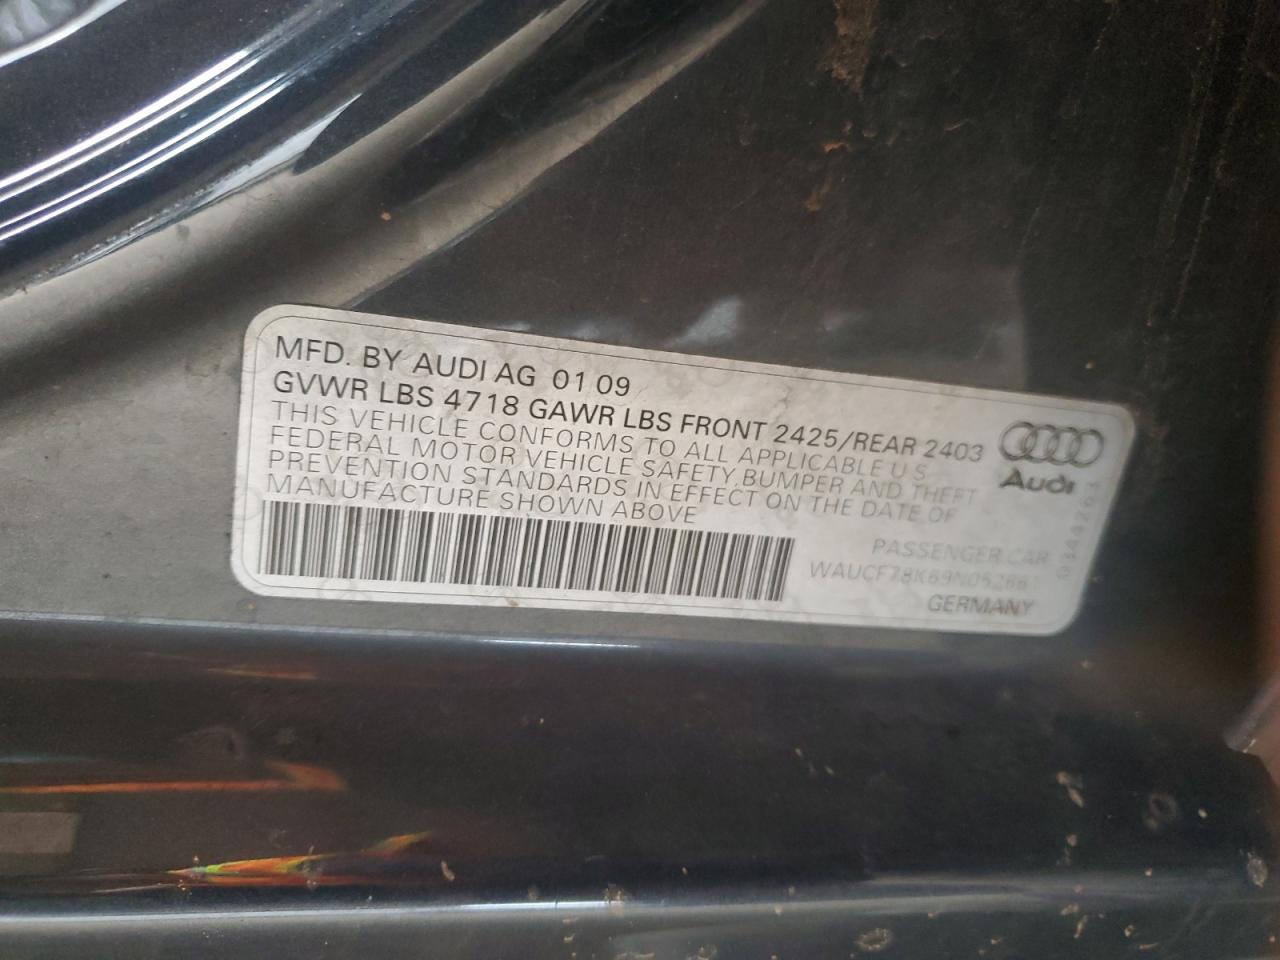 MFD. BY AUDI AG 01 09
GVWR LBS 4718 GAWR LBS FRONT 2425/REAR 2403
THIS VEHICLE CONFORMS TO ALL APPLICABLE U S
FEDERAL MOTOR VEHICLE SAFETY, BUMPER AND THEFT
PREVENTION STANDARDS IN EFFECT ON THE DATE OF
MANUFACTURE SHOWN ABOVE
Audi
PASSENGER CAR
GERMANY